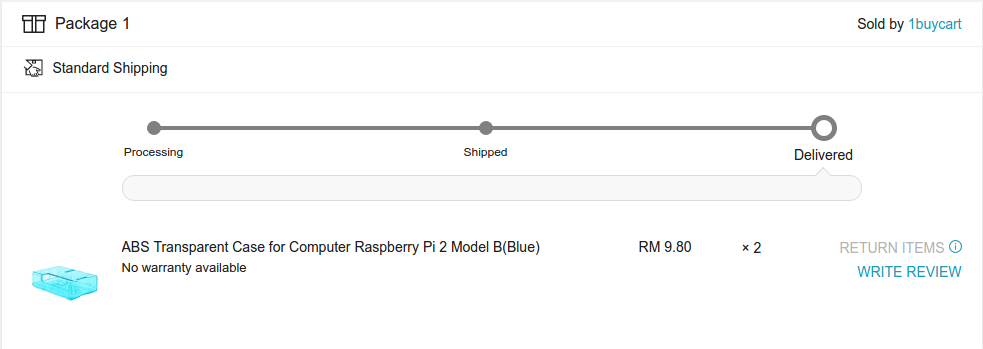 Package 1
Sold by 1buycart
Standard Shipping
Processing
Shipped
Delivered
ABS Transparent Case for Computer Raspberry Pi 2 Model B(Blue)
RM 9.80
× 2
RETURN ITEMS
No warranty available
WRITE REVIEW